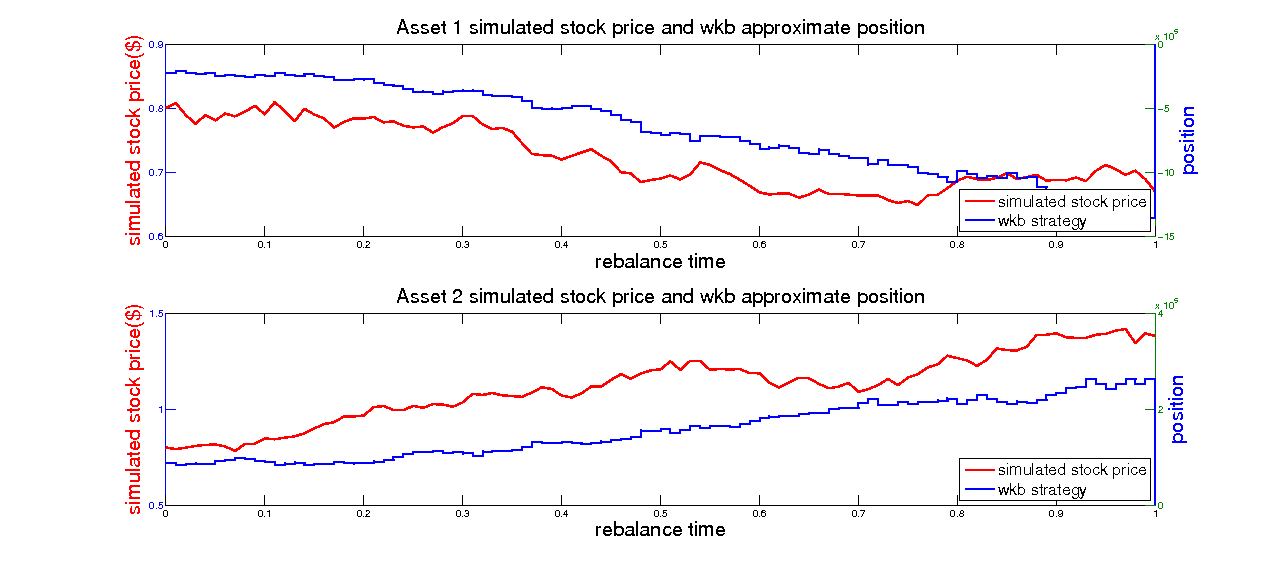 Asset 1 simulated stock price and wkb approximate position
x 10^5
0.9
0.8
0.7
0.6
simulated stock price($)
0
-5
-10
-15
position
simulated stock price
wkb strategy
0 0.1 0.2 0.3 0.4 0.5 0.6 0.7 0.8 0.9 1
rebalance time
Asset 2 simulated stock price and wkb approximate position
x 10^5
1.5
1
0.5
simulated stock price($)
4
2
0
position
simulated stock price
wkb strategy
0 0.1 0.2 0.3 0.4 0.5 0.6 0.7 0.8 0.9 1
rebalance time